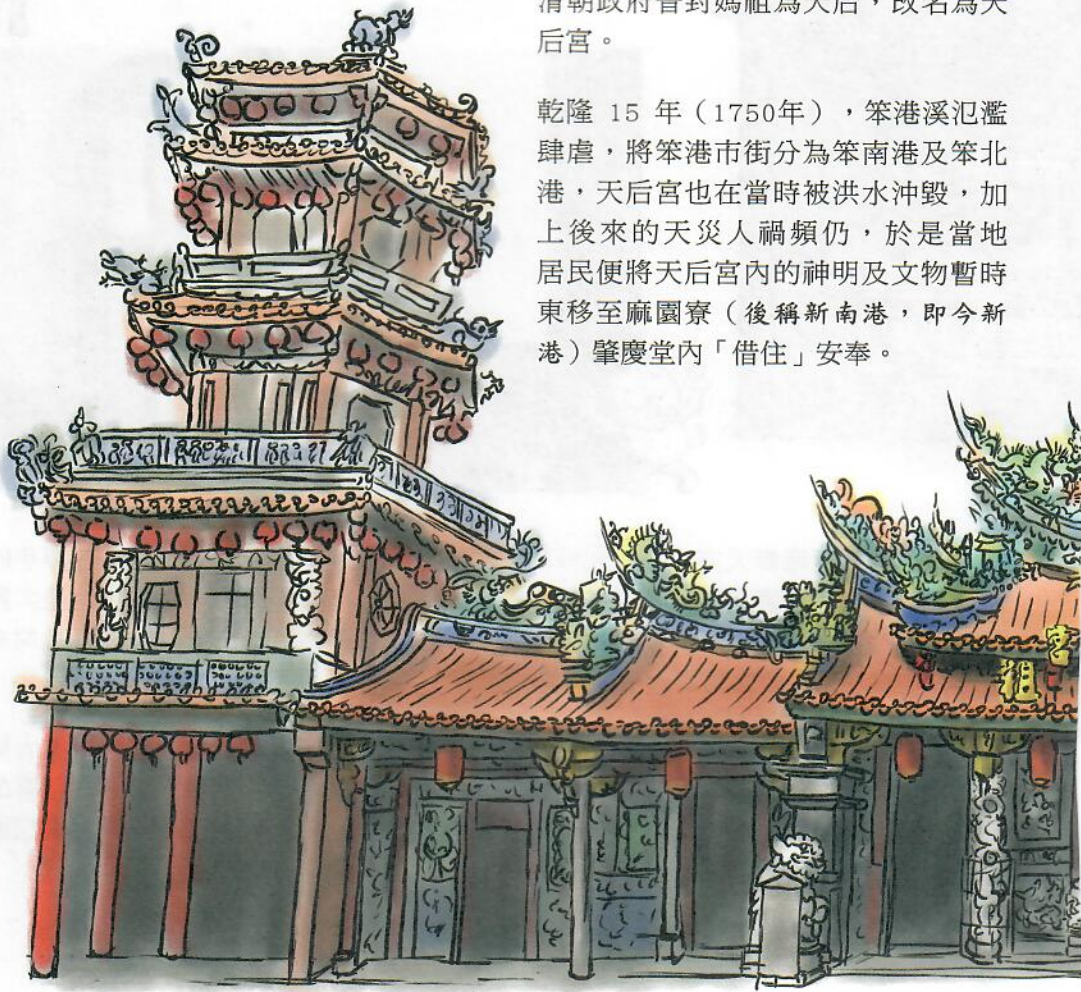 清朝政府晉封媽祖為天后，改名為天
后宮。
乾隆 15 年（1750年），笨港溪氾濫
肆虐，將笨港市街分為笨南港及笨北
港，天后宮也在當時被洪水沖毀，加
上後來的天災人禍頻仍，於是當地
居民便將天后宮內的神明及文物暫時
東移至麻園寮（後稱新南港，即今新
港）肇慶堂內「借住」安奉。
宮
祖